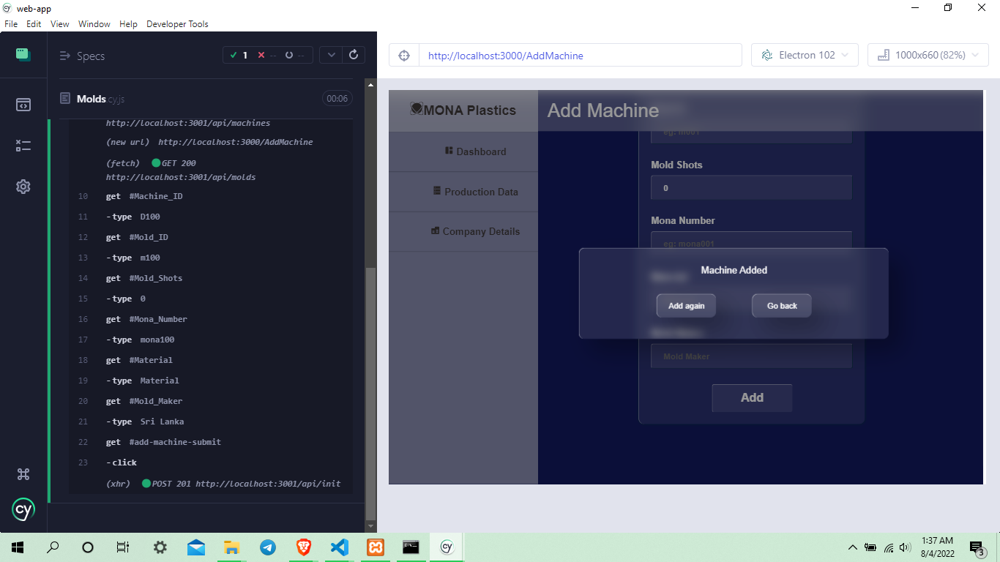 web-app
File Edit View Window Help Developer Tools
Specs
1 -- --
Molds.cy.js
00:06
http://localhost:3001/api/machines
(new url) http://localhost:3000/AddMachine
(fetch) GET 200
http://localhost:3001/api/molds
10 get #Machine_ID
11 -type D100
12 get #Mold_ID
13 -type m100
14 get #Mold_Shots
15 -type 0
16 get #Mona_Number
17 -type mona100
18 get #Material
19 -type Material
20 get #Mold_Maker
21 -type Sri Lanka
22 get #add-machine-submit
23 -click
(xhr) POST 201 http://localhost:3001/api/init
cy
http://localhost:3000/AddMachine
Electron 102
1000x660 (82%)
MONA Plastics
Dashboard
Production Data
Company Details
Add Machine
eg: m001
Mold Shots
0
Mona Number
eg: mona001
Machine Added
Add again
Go back
Mold Maker
Add
1:37 AM
8/4/2022
3